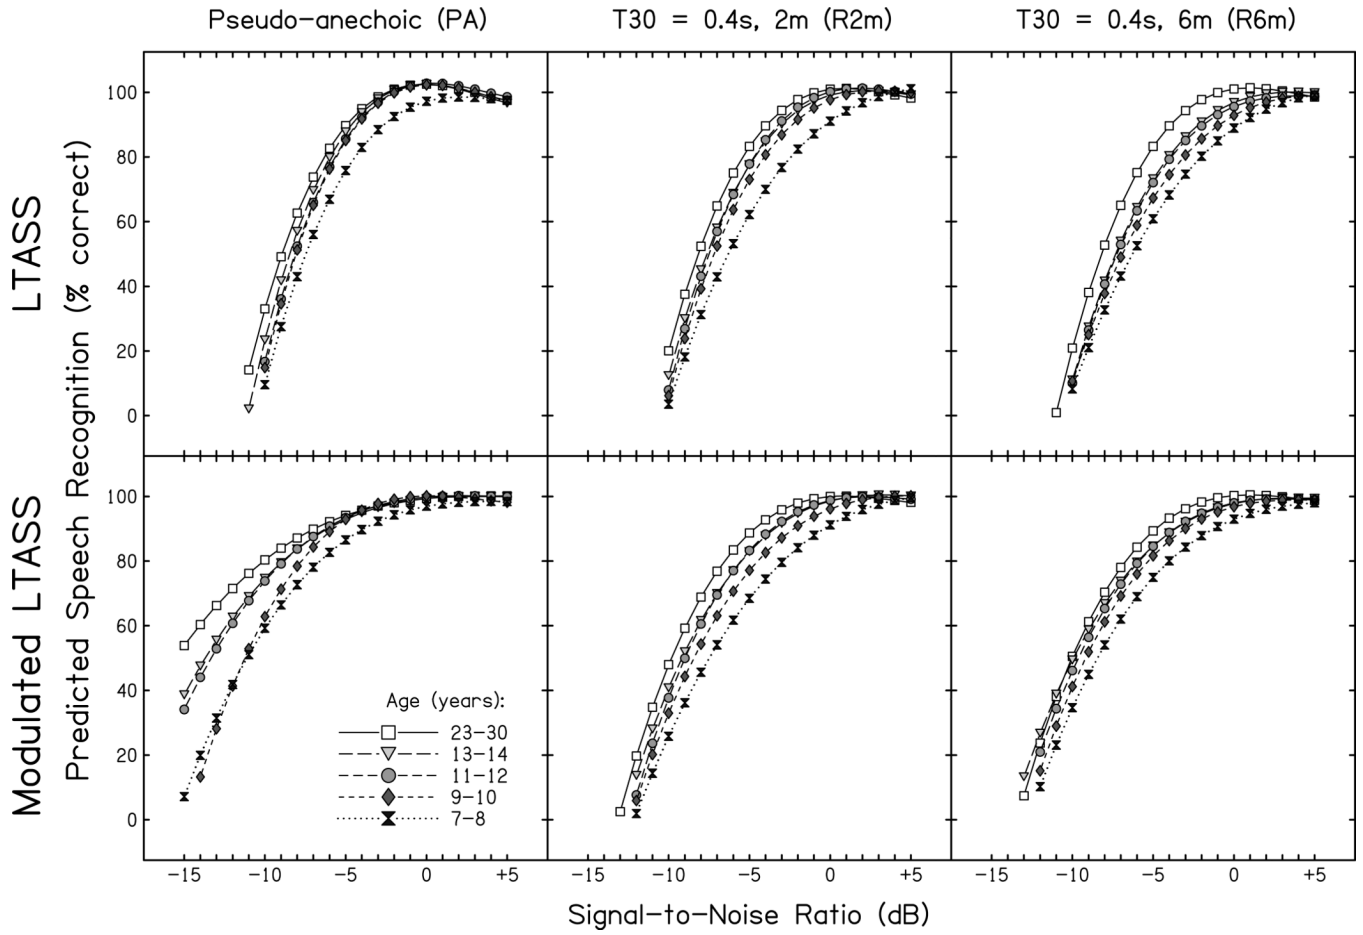 Pseudo-anechoic (PA)
T30 = 0.4s, 2m (R2m)
T30 = 0.4s, 6m (R6m)
LTASS
Modulated LTASS
Predicted Speech Recognition (% correct)
100
80
60
40
20
0
100
80
60
40
20
0
Age (years):
23-30
13-14
11-12
9-10
7-8
-15 -10 -5 0 +5
-15 -10 -5 0 +5
-15 -10 -5 0 +5
Signal-to-Noise Ratio (dB)